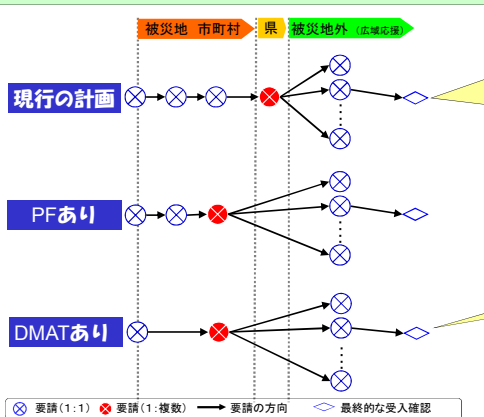 被災地 市町村 県 被災地外 (広域応援)
現行の計画
PFあり
DMATあり
要請(1:1) 要請(1:複数) 要請の方向 最終的な受入確認